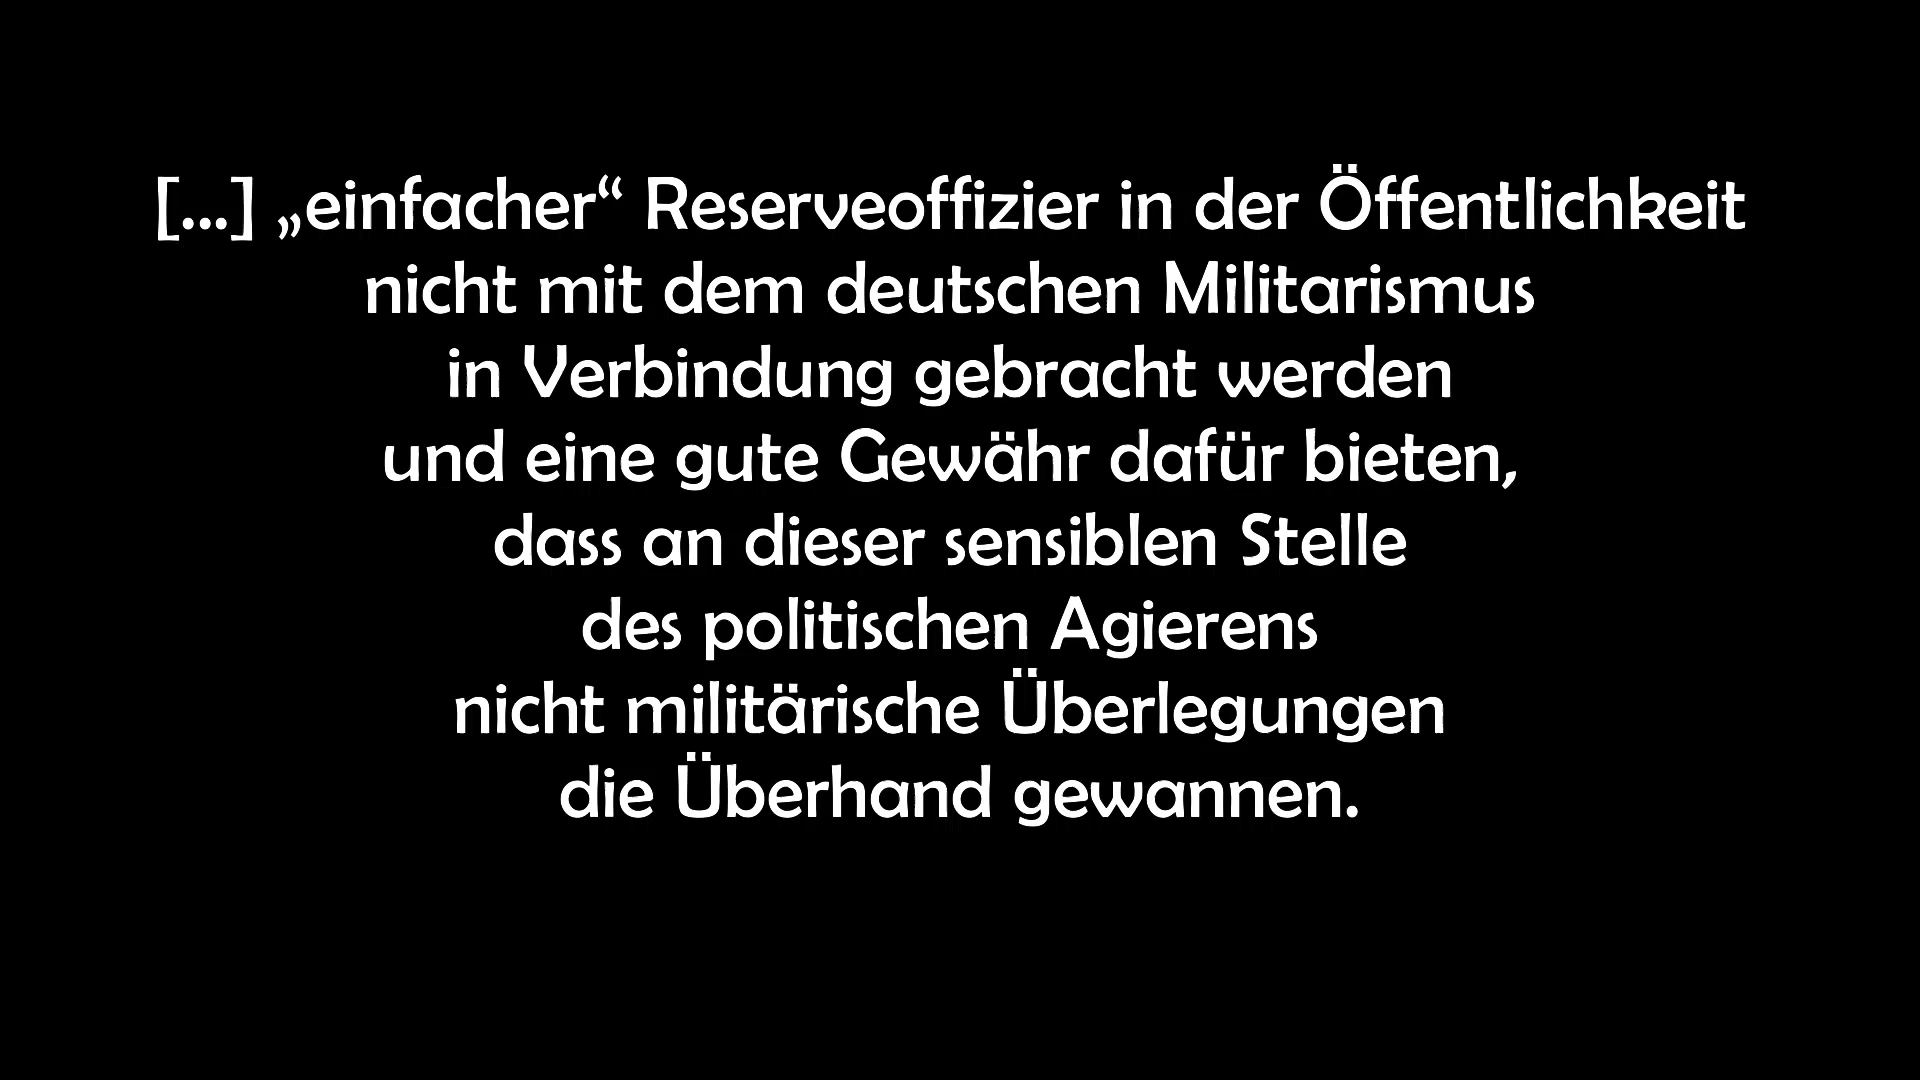 [...] „einfacher“ Reserveoffizier in der Öffentlichkeit
nicht mit dem deutschen Militarismus
in Verbindung gebracht werden
und eine gute Gewähr dafür bieten,
dass an dieser sensiblen Stelle
des politischen Agierens
nicht militärische Überlegungen
die Überhand gewannen.